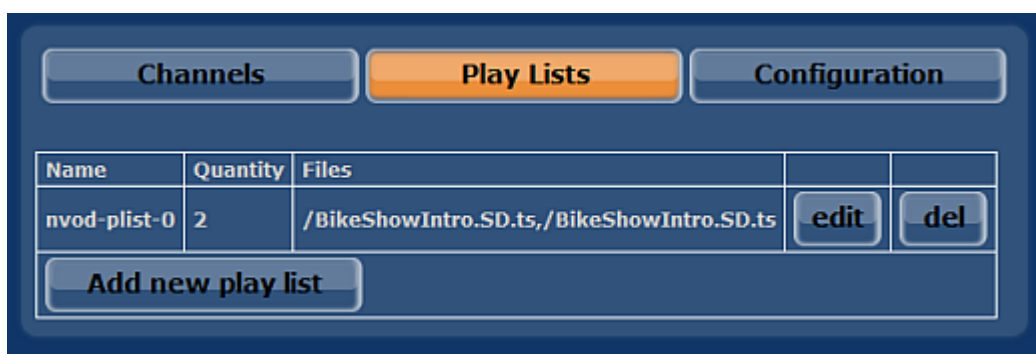 Channels Play Lists Configuration
Name Quantity Files
nvod-plist-0 2 /BikeShowIntro.SD.ts,/BikeShowIntro.SD.ts edit del
Add new play list